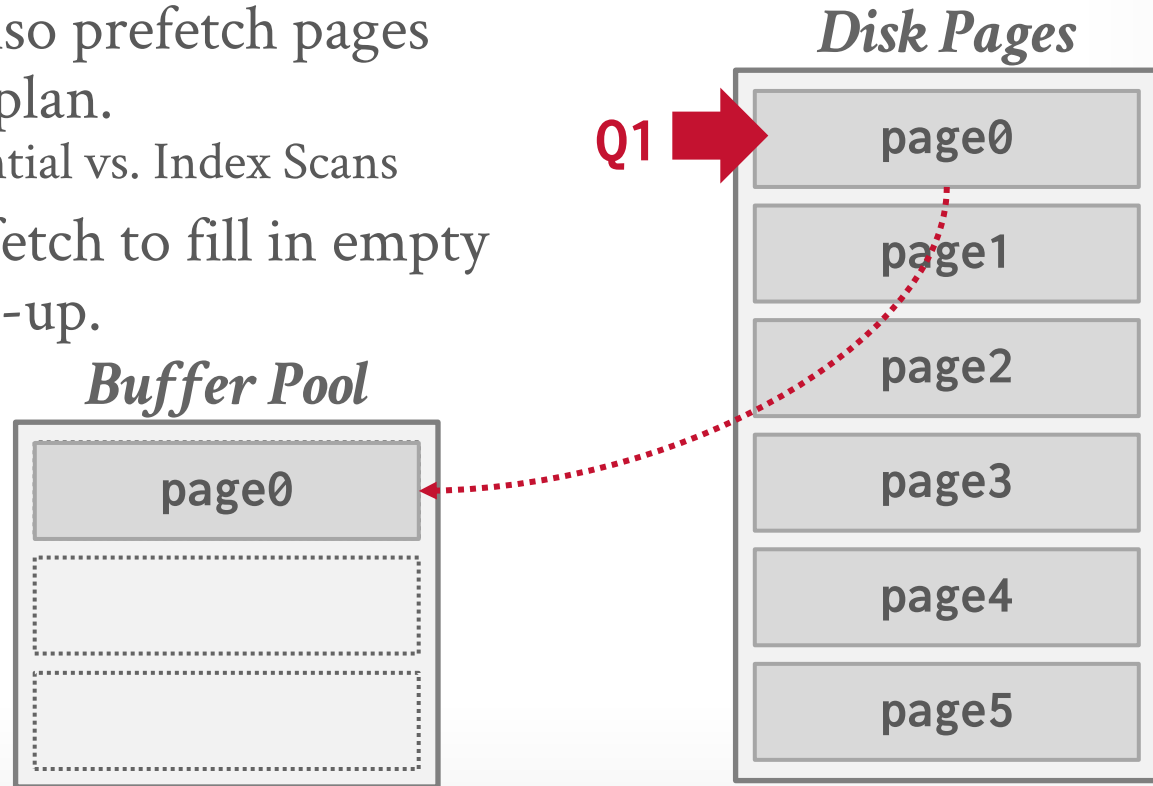 so prefetch pages
plan.
ntial vs. Index Scans
fetch to fill in empty
-up.
Buffer Pool
page0
Disk Pages
Q1
page0
page1
page2
page3
page4
page5